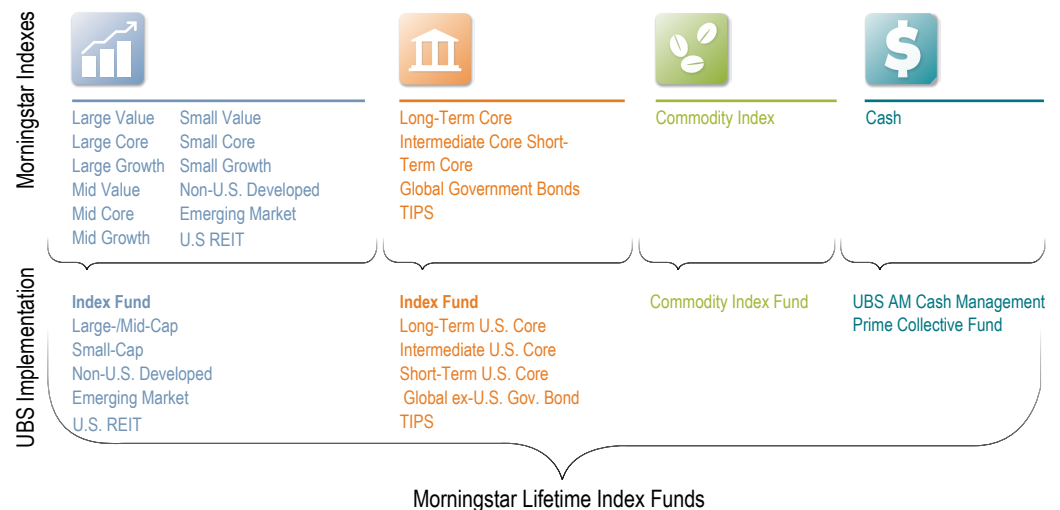 Morningstar Indexes
$
Large Value
Large Core
Large Growth
Mid Value
Mid Core
Mid Growth
Small Value
Small Core
Small Growth
Non-U.S. Developed
Emerging Market
U.S REIT
Long-Term Core
Intermediate Core Short-
Term Core
Global Government Bonds
TIPS
Commodity Index
Cash
UBS Implementation
Index Fund
Large-/Mid-Cap
Small-Cap
Non-U.S. Developed
Emerging Market
U.S. REIT
Index Fund
Long-Term U.S. Core
Intermediate U.S. Core
Short-Term U.S. Core
Global ex-U.S. Gov. Bond
TIPS
Commodity Index Fund
UBS AM Cash Management
Prime Collective Fund
Morningstar Lifetime Index Funds